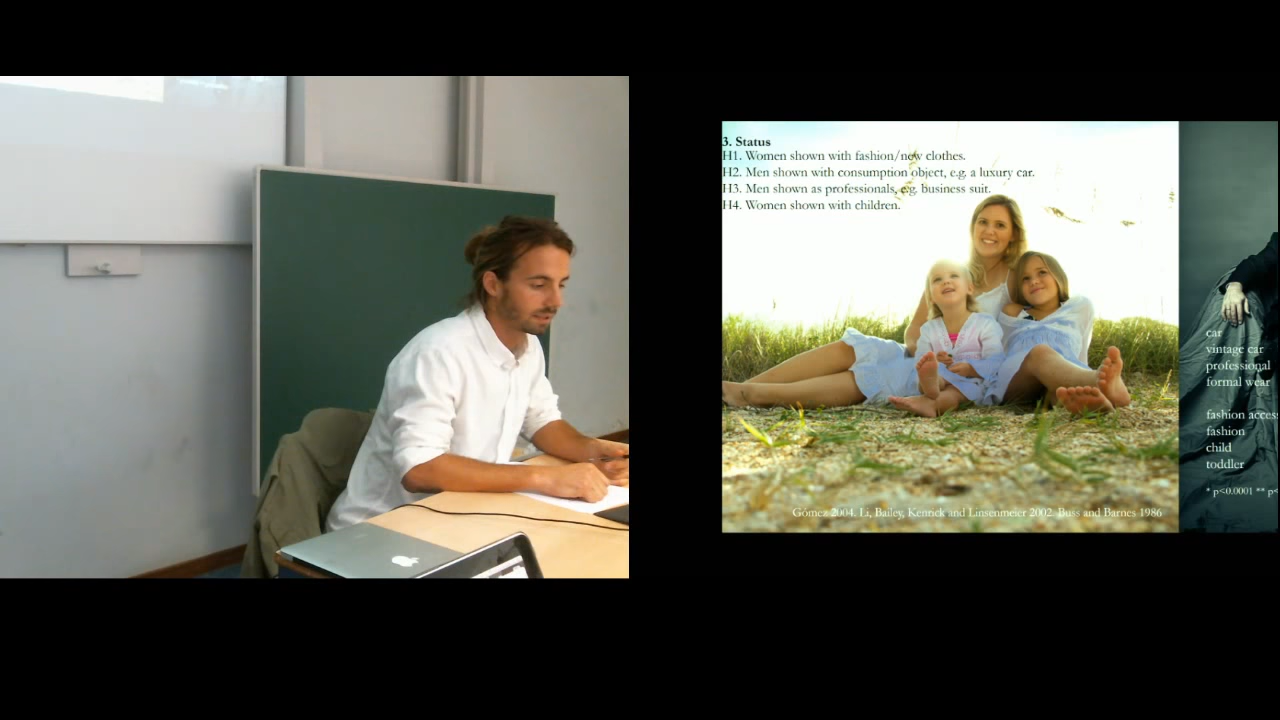 3. Status
H1. Women shown with fashion/new clothes.
H2. Men shown with consumption object, e.g. a luxury car.
H3. Men shown as professionals, e.g. business suit.
H4. Women shown with children.
Gómez 2004. Li, Bailey, Kenrick and Linsenmeier 2002. Buss and Barnes 1986
car
vintage car
professional
formal wear
fashion acces
fashion
child
toddler
* p<0.0001 ** p<